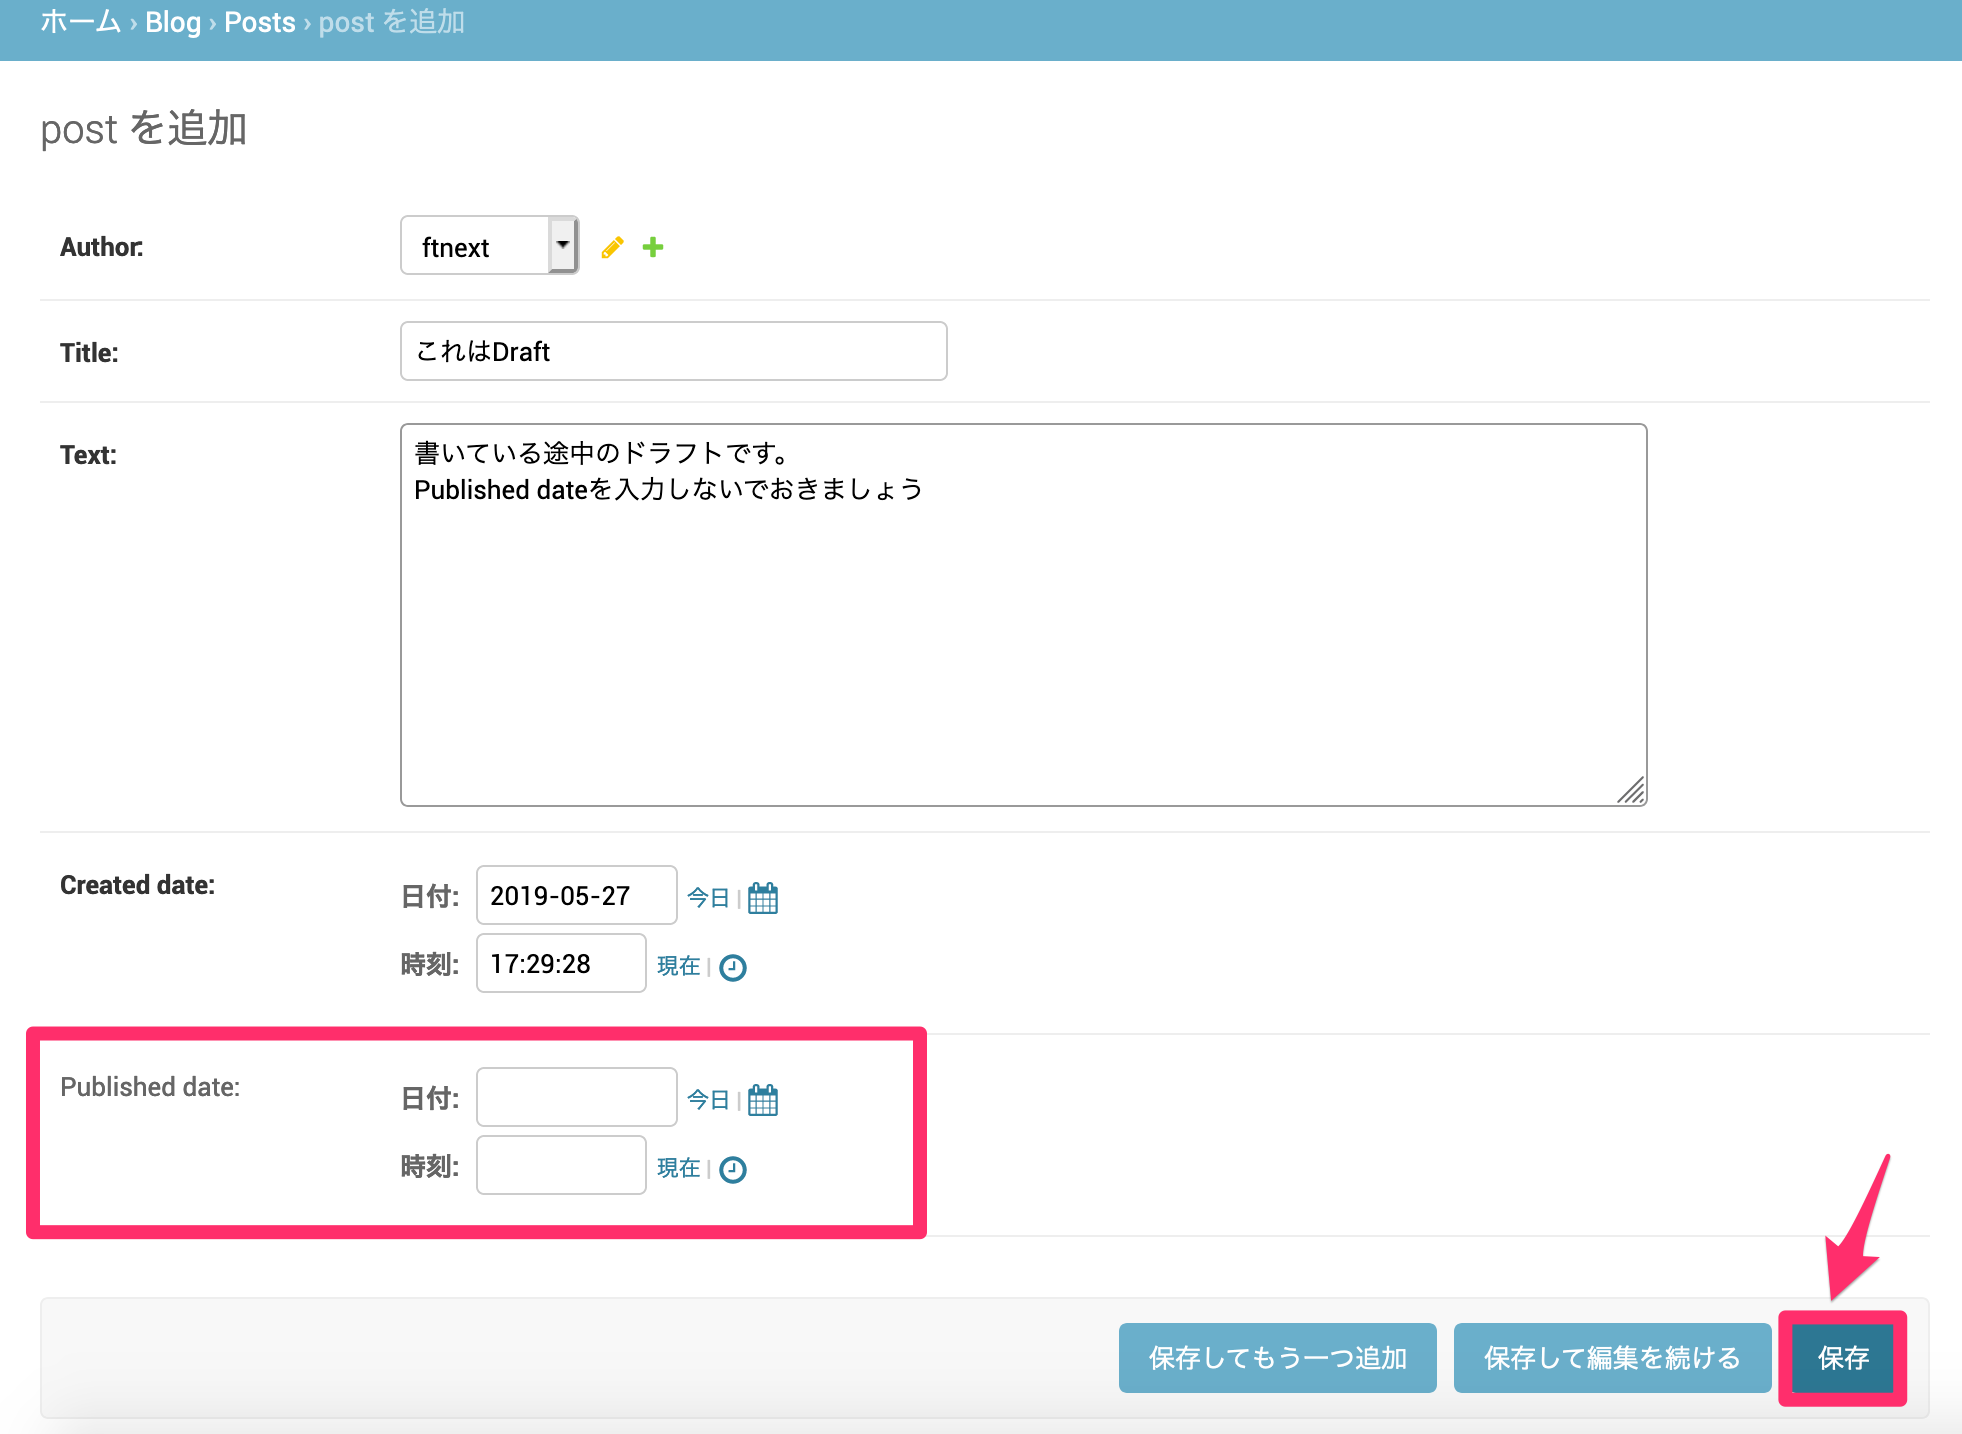 ホーム › Blog › Posts › post を追加
post を追加
Author: ftnext
Title: これはDraft
Text: 書いている途中のドラフトです。
Published dateを入力しないでおきましょう
Created date: 日付: 2019-05-27 今日 |
時刻: 17:29:28 現在 |
Published date: 日付: 今日 |
時刻: 現在 |
保存してもう一つ追加 保存して編集を続ける 保存